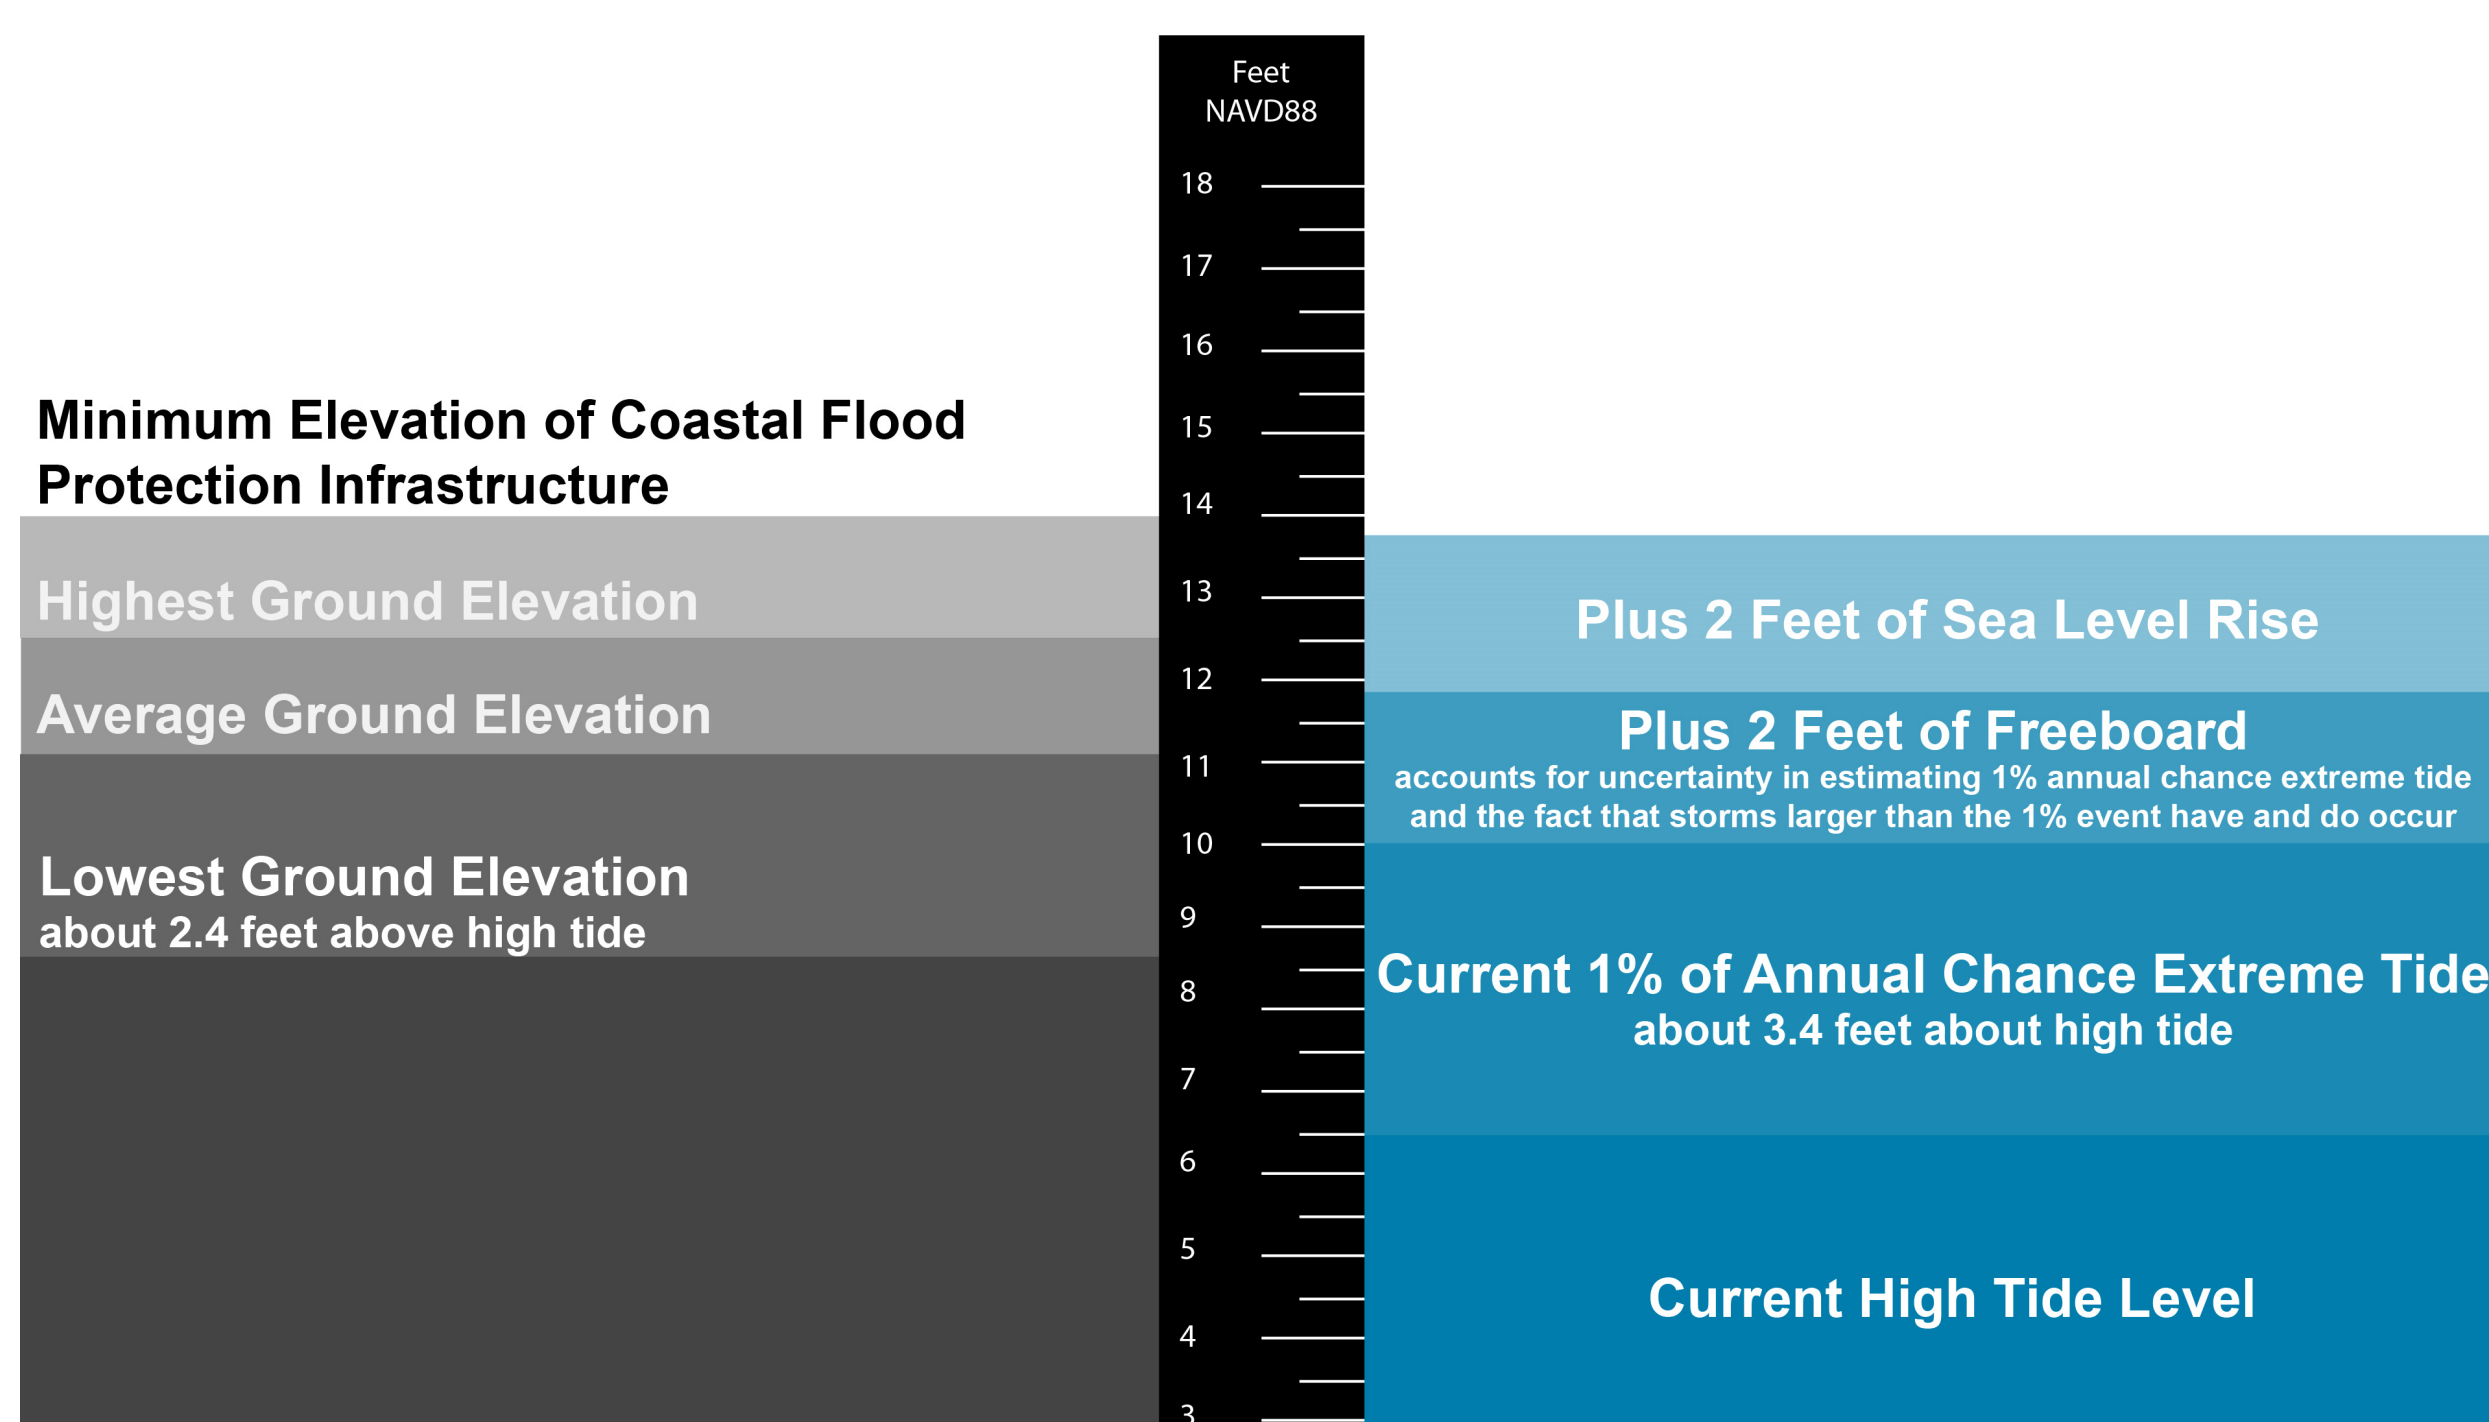 Feet
NAVD88
18
17
16
15
14
13
12
11
10
9
8
7
6
5
4
3
Minimum Elevation of Coastal Flood
Protection Infrastructure
Highest Ground Elevation
Average Ground Elevation
Lowest Ground Elevation
about 2.4 feet above high tide
Plus 2 Feet of Sea Level Rise
Plus 2 Feet of Freeboard
accounts for uncertainty in estimating 1% annual chance extreme tide
and the fact that storms larger than the 1% event have and do occur
Current 1% of Annual Chance Extreme Tide
about 3.4 feet about high tide
Current High Tide Level